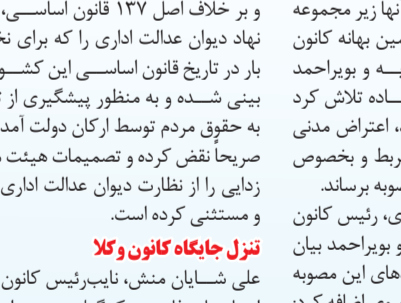 و بر خلاف اصل ۱۳۷ قانون اساسی،
نهاد دیوان عدالت اداری را که برای نخ
بار در تاریخ قانون اساسی این کشو
بینی شده و به منظور پیشگیری از ت
به حقوق مردم توسط ارکان دولت آمد
صریحاً نقض کرده و تصمیمات هیئت
زدایی را از نظارت دیوان عدالت اداری
و مستثنی کرده است.
تنزل جایگاه کانون وکلا
علی شایان منش، نایب‌رئیس کانون
نها زیر مجموعه
مین بهانه کانون
یه و بویراحمد
اده تلاش کرد
، اعتراض مدنی
ربط و بخصوص
صوبه برساند.
ی، رئیس کانون
و بویراحمد بیان
های این مصوبه